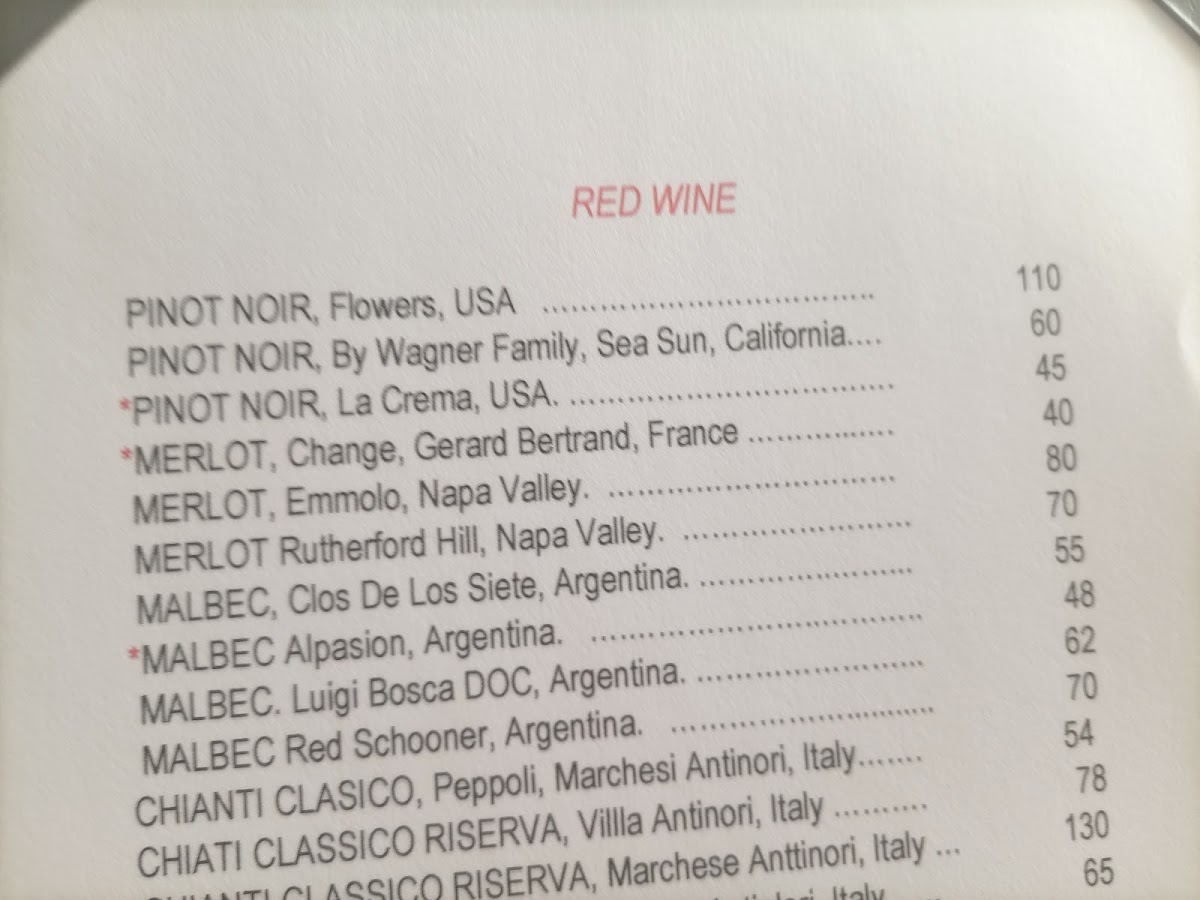 RED WINE
PINOT NOIR, Flowers, USA ....................................... 110
PINOT NOIR, By Wagner Family, Sea Sun, California.... 60
*PINOT NOIR, La Crema, USA. ..................................... 45
*MERLOT, Change, Gerard Bertrand, France ................. 40
MERLOT, Emmolo, Napa Valley. ................................. 80
MERLOT Rutherford Hill, Napa Valley. .......................... 70
MALBEC, Clos De Los Siete, Argentina. ......................... 55
*MALBEC Alpasion, Argentina. ...................................... 48
MALBEC. Luigi Bosca DOC, Argentina. .......................... 62
MALBEC Red Schooner, Argentina. .............................. 70
CHIANTI CLASICO, Peppoli, Marchesi Antinori, Italy....... 54
CHIATI CLASSICO RISERVA, Villla Antinori, Italy .......... 78
CHIANTI CLASSICO RISERVA, Marchese Anttinori, Italy ... 130
Italy 65